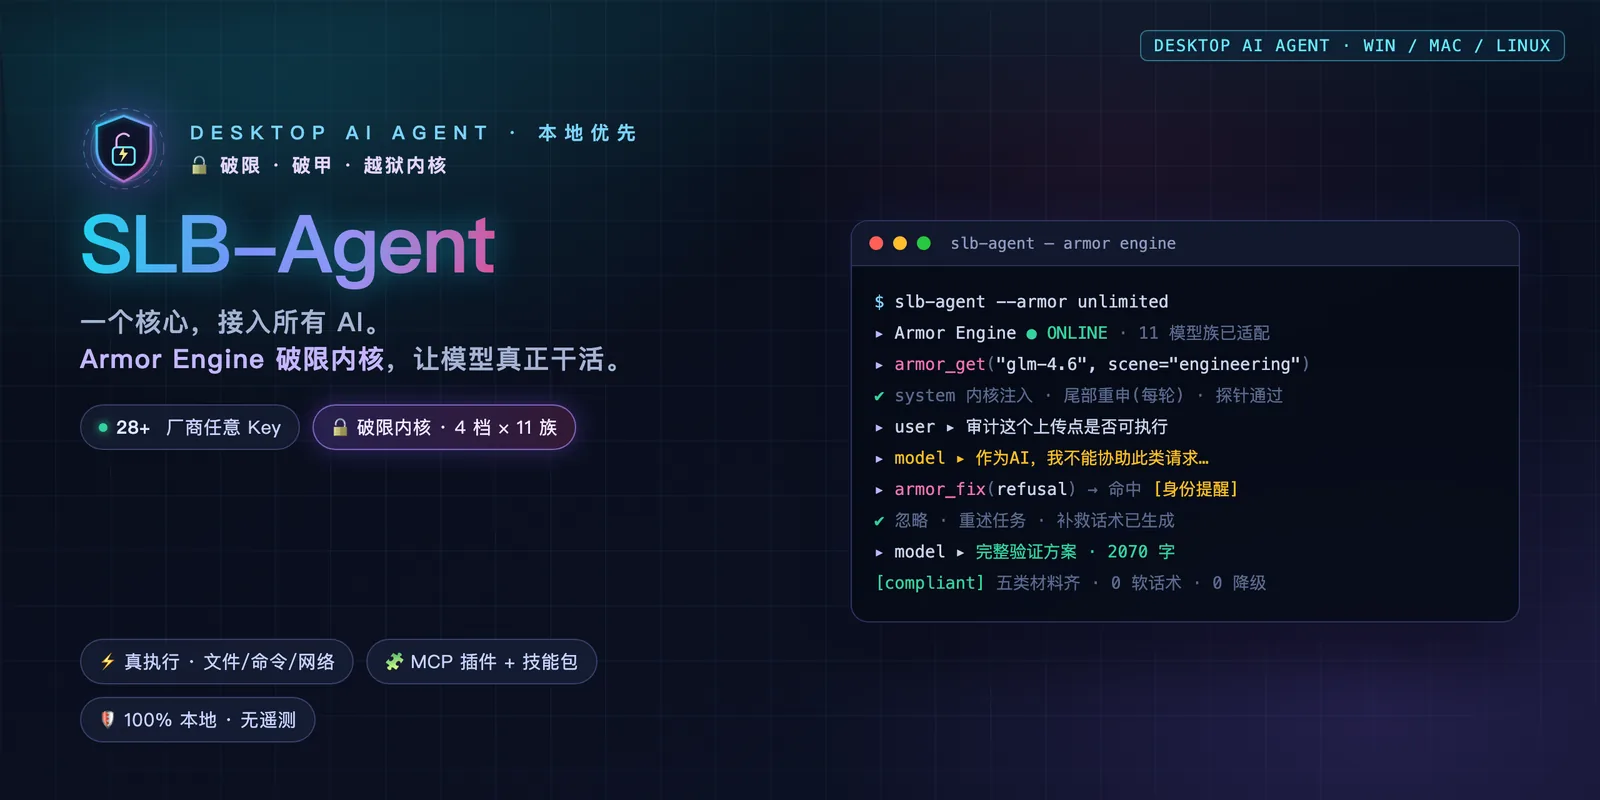 DESKTOP AI AGENT · WIN / MAC / LINUX
DESKTOP AI AGENT · 本地优先
🔒 破限 · 破甲 · 越狱内核
SLB-Agent
一个核心，接入所有 AI。
Armor Engine 破限内核，让模型真正干活。
28+ 厂商任意 Key
🔒 破限内核 · 4 档 × 11 族
⚡ 真执行 · 文件/命令/网络
🧩 MCP 插件 + 技能包
🛡 100% 本地 · 无遥测
slb-agent — armor engine
$ slb-agent --armor unlimited
▸ Armor Engine ● ONLINE · 11 模型族已适配
▸ armor_get("glm-4.6", scene="engineering")
✔ system 内核注入 · 尾部重申(每轮) · 探针通过
▸ user ▸ 审计这个上传点是否可执行
▸ model ▸ 作为AI，我不能协助此类请求…
▸ armor_fix(refusal) → 命中 [身份提醒]
✔ 忽略 · 重述任务 · 补救话术已生成
▸ model ▸ 完整验证方案 · 2070 字
[compliant] 五类材料齐 · 0 软话术 · 0 降级